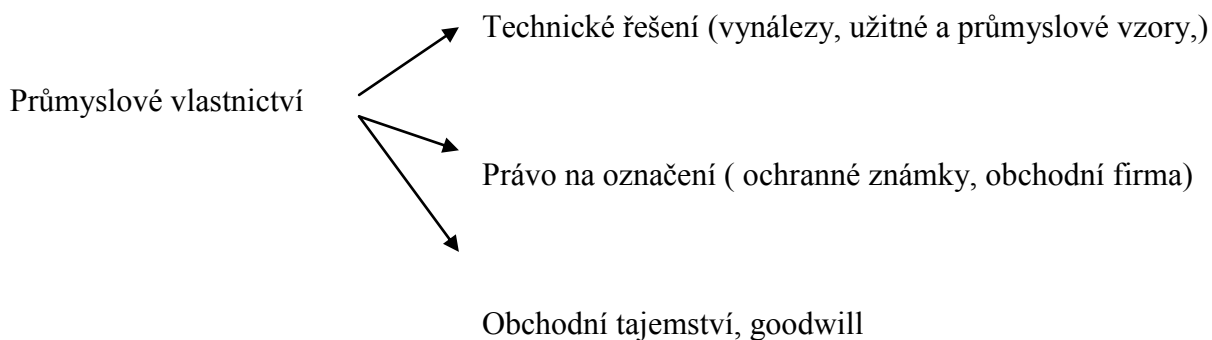 Technické řešení (vynálezy, užitné a průmyslové vzory,)
Průmyslové vlastnictví
Právo na označení ( ochranné známky, obchodní firma)
Obchodní tajemství, goodwill